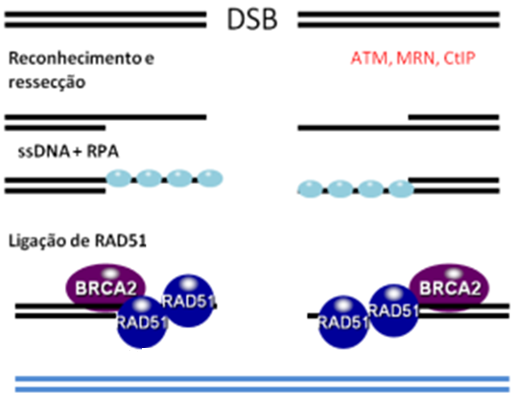 DSB
Reconhecimento e
ressecção
ATM, MRN, CtIP
ssDNA + RPA
Ligação de RAD51
BRCA2
RAD51
RAD51
BRCA2
RAD51
RAD51